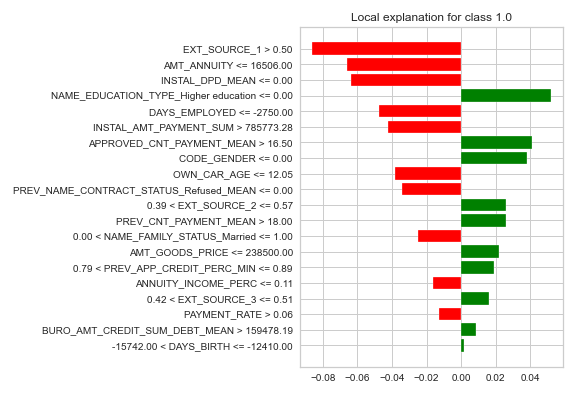 Local explanation for class 1.0
EXT_SOURCE_1 > 0.50
AMT_ANNUITY <= 16506.00
INSTAL_DPD_MEAN <= 0.00
NAME_EDUCATION_TYPE_Higher education <= 0.00
DAYS_EMPLOYED <= -2750.00
INSTAL_AMT_PAYMENT_SUM > 785773.28
APPROVED_CNT_PAYMENT_MEAN > 16.50
CODE_GENDER <= 0.00
OWN_CAR_AGE <= 12.05
PREV_NAME_CONTRACT_STATUS_Refused_MEAN <= 0.00
0.39 < EXT_SOURCE_2 <= 0.57
PREV_CNT_PAYMENT_MEAN > 18.00
0.00 < NAME_FAMILY_STATUS_Married <= 1.00
AMT_GOODS_PRICE <= 238500.00
0.79 < PREV_APP_CREDIT_PERC_MIN <= 0.89
ANNUITY_INCOME_PERC <= 0.11
0.42 < EXT_SOURCE_3 <= 0.51
PAYMENT_RATE > 0.06
BURO_AMT_CREDIT_SUM_DEBT_MEAN > 159478.19
-15742.00 < DAYS_BIRTH <= -12410.00
−0.08 −0.06 −0.04 −0.02 0.00 0.02 0.04